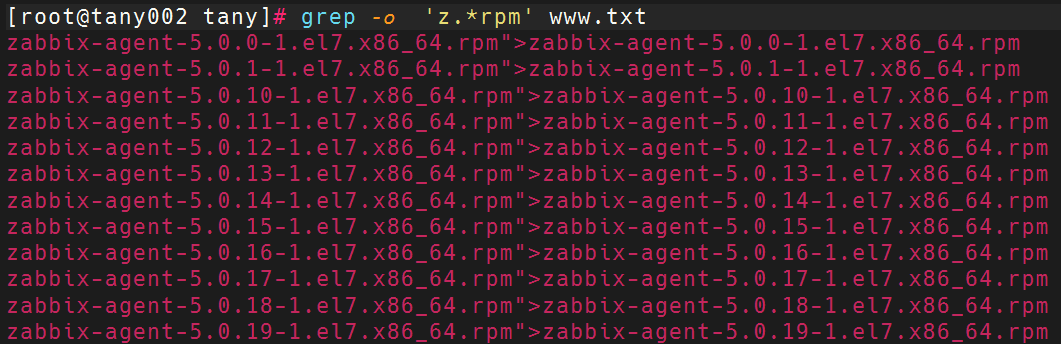 [root@tany002 tany]# grep -o  'z.*rpm' www.txt
zabbix-agent-5.0.0-1.el7.x86_64.rpm">zabbix-agent-5.0.0-1.el7.x86_64.rpm
zabbix-agent-5.0.1-1.el7.x86_64.rpm">zabbix-agent-5.0.1-1.el7.x86_64.rpm
zabbix-agent-5.0.10-1.el7.x86_64.rpm">zabbix-agent-5.0.10-1.el7.x86_64.rpm
zabbix-agent-5.0.11-1.el7.x86_64.rpm">zabbix-agent-5.0.11-1.el7.x86_64.rpm
zabbix-agent-5.0.12-1.el7.x86_64.rpm">zabbix-agent-5.0.12-1.el7.x86_64.rpm
zabbix-agent-5.0.13-1.el7.x86_64.rpm">zabbix-agent-5.0.13-1.el7.x86_64.rpm
zabbix-agent-5.0.14-1.el7.x86_64.rpm">zabbix-agent-5.0.14-1.el7.x86_64.rpm
zabbix-agent-5.0.15-1.el7.x86_64.rpm">zabbix-agent-5.0.15-1.el7.x86_64.rpm
zabbix-agent-5.0.16-1.el7.x86_64.rpm">zabbix-agent-5.0.16-1.el7.x86_64.rpm
zabbix-agent-5.0.17-1.el7.x86_64.rpm">zabbix-agent-5.0.17-1.el7.x86_64.rpm
zabbix-agent-5.0.18-1.el7.x86_64.rpm">zabbix-agent-5.0.18-1.el7.x86_64.rpm
zabbix-agent-5.0.19-1.el7.x86_64.rpm">zabbix-agent-5.0.19-1.el7.x86_64.rpm